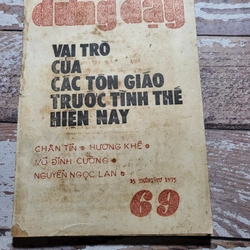 đứng dậy
VAI TRÒ
CỦA
CÁC TÔN GIÁO
TRƯỚC TÌNH THẾ
HIỆN NAY
CHÂN TÍN • HƯƠNG KHÊ •
VÕ ĐÌNH CƯỜNG •
NGUYỄN NGỌC LAN •
1975
69